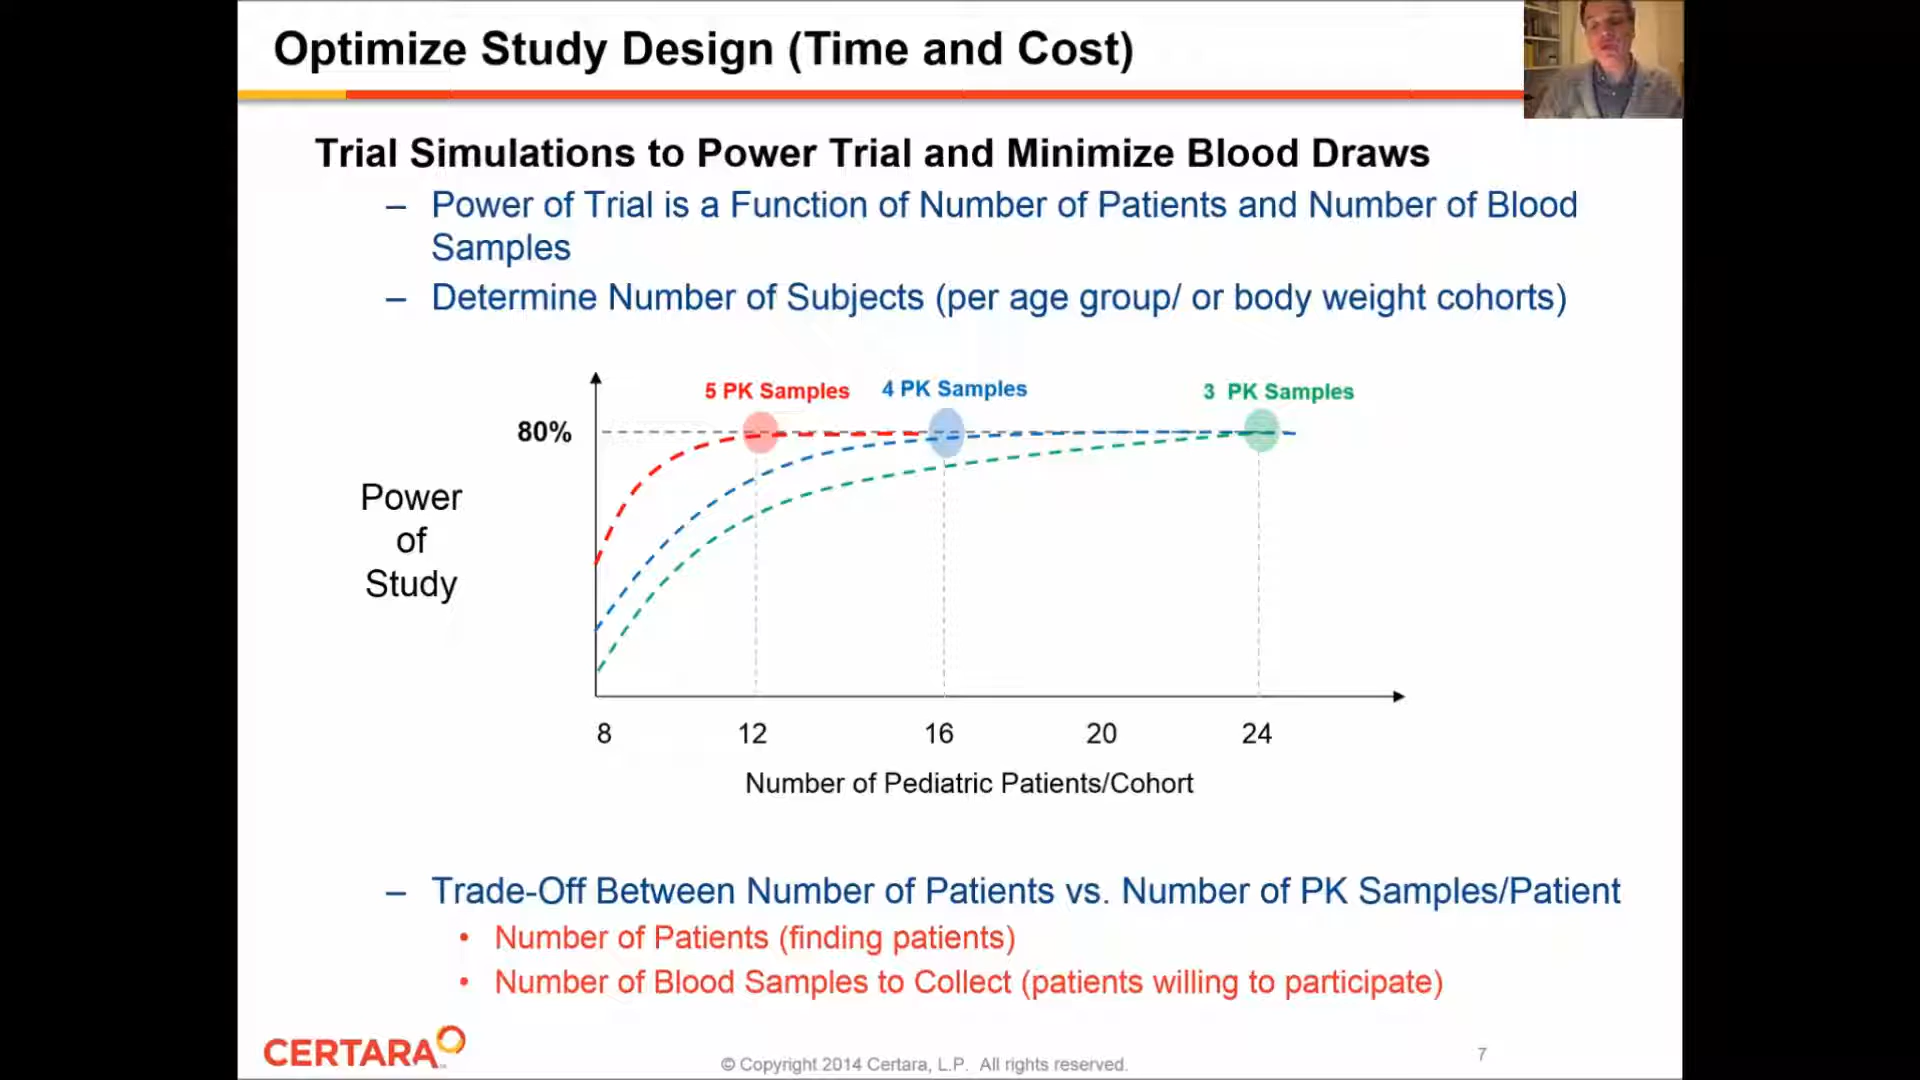 Optimize Study Design (Time and Cost)
Trial Simulations to Power Trial and Minimize Blood Draws
– Power of Trial is a Function of Number of Patients and Number of Blood
Samples
– Determine Number of Subjects (per age group/ or body weight cohorts)
5 PK Samples
4 PK Samples
3 PK Samples
80%
Power
of
Study
8 12 16 20 24
Number of Pediatric Patients/Cohort
– Trade-Off Between Number of Patients vs. Number of PK Samples/Patient
• Number of Patients (finding patients)
• Number of Blood Samples to Collect (patients willing to participate)
CERTARA
© Copyright 2014 Certara, L.P. All rights reserved.
7